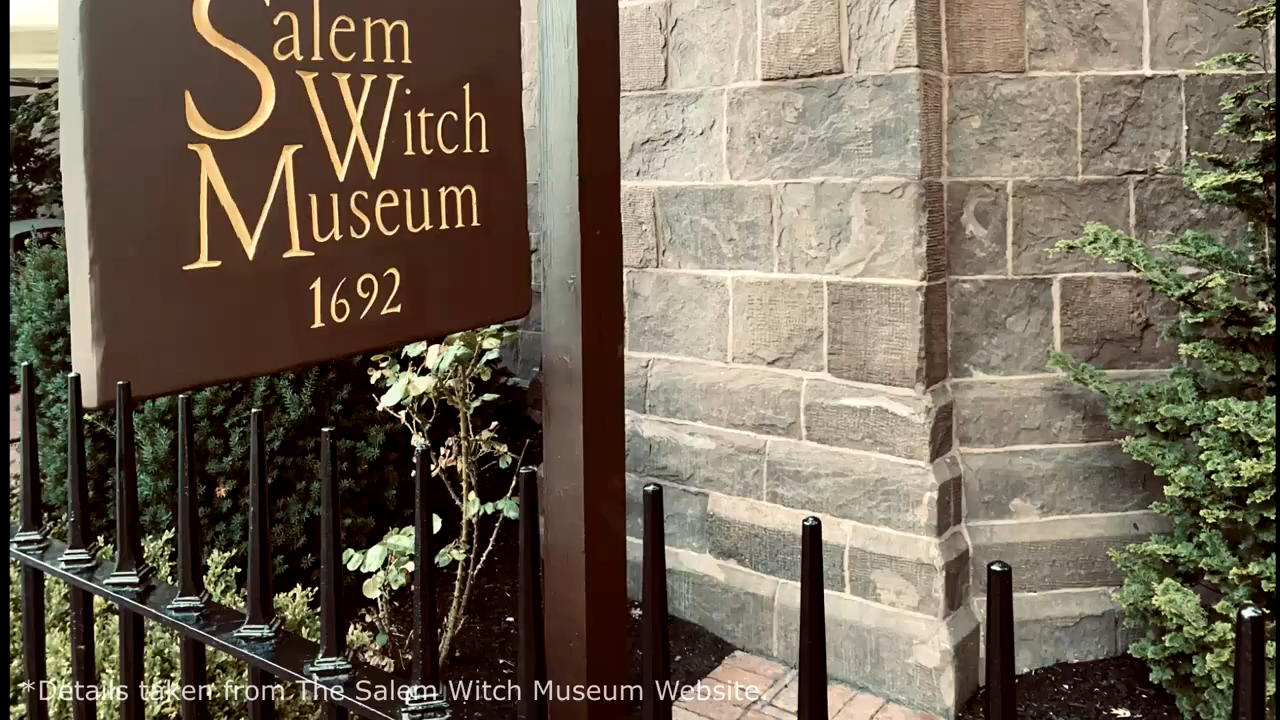 Salem
Witch
Museum
1692
*Details taken from The Salem Witch Museum Website.